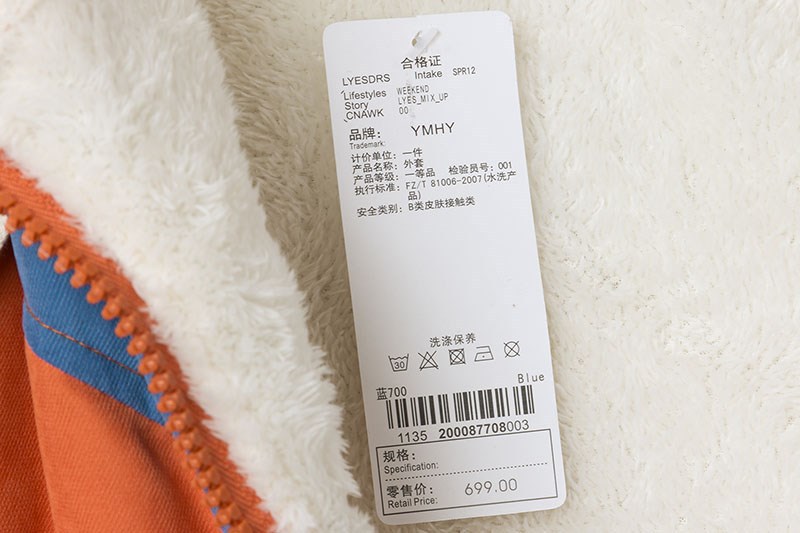 合格证
LYESDRS Intake SPR12
Lifestyles WEEKEND
Story LYES_MIX_UP
CNAWK 00
品牌: YMHY
Trademark:
计价单位: 一件
产品名称: 外套
产品等级: 一等品 检验员号: 001
执行标准: FZ/T 81006-2007(水洗产
品)
安全类别: B类皮肤接触类
洗涤保养
30
蓝700 Blue
1135 200087708003
规格:
Specification:
零售价: 699.00
Retail Price: